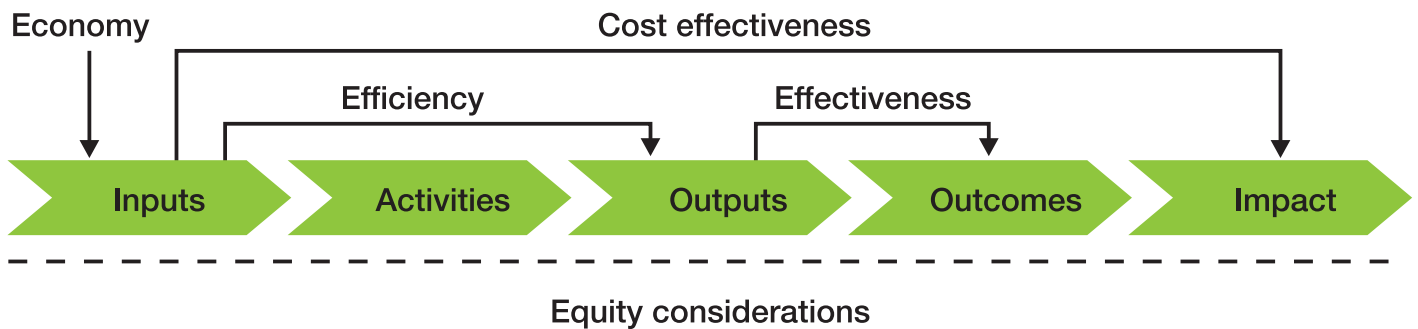 Economy
Cost effectiveness
Efficiency
Effectiveness
Inputs
Activities
Outputs
Outcomes
Impact
Equity considerations